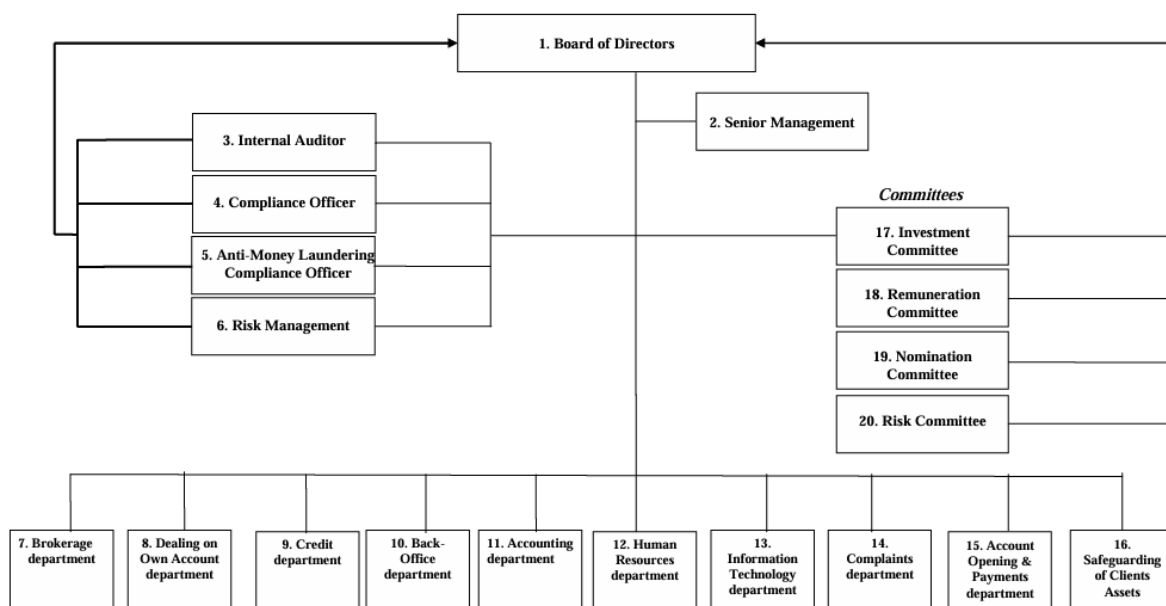 1. Board of Directors
2. Senior Management
3. Internal Auditor
4. Compliance Officer
5. Anti-Money Laundering
Compliance Officer
6. Risk Management
Committees
17. Investment
Committee
18. Remuneration
Committee
19. Nomination
Committee
20. Risk Committee
7. Brokerage
department
8. Dealing on
Own Account
department
9. Credit
department
10. Back-
Office
department
11. Accounting
department
12. Human
Resources
department
13.
Information
Technology
department
14.
Complaints
department
15. Account
Opening &
Payments
department
16.
Safeguarding
of Clients
Assets